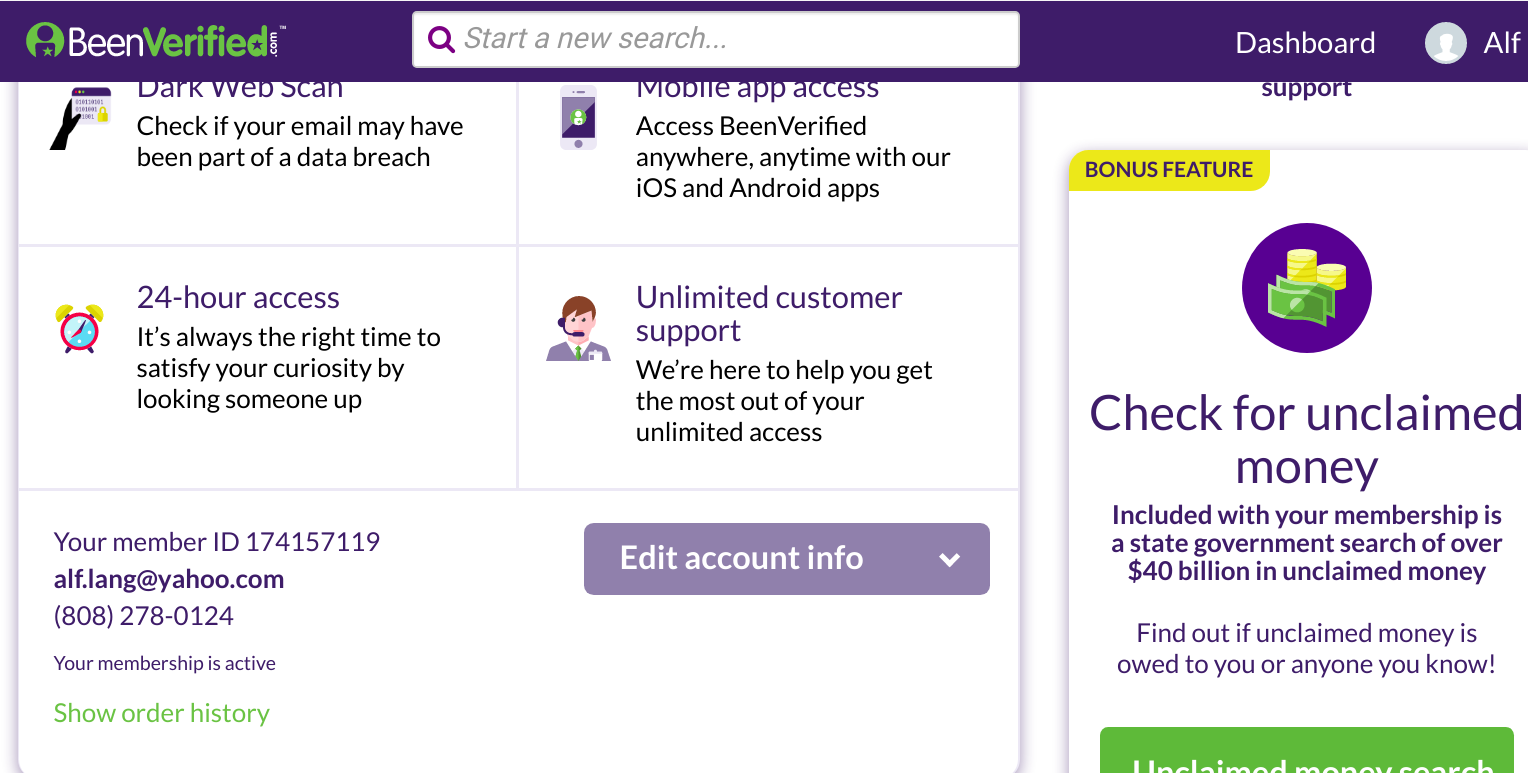 BeenVerified.com™
Start a new search...
Dashboard
Alf
Dark Web Scan
Check if your email may have
been part of a data breach
Mobile app access
Access BeenVerified
anywhere, anytime with our
iOS and Android apps
24-hour access
It’s always the right time to
satisfy your curiosity by
looking someone up
Unlimited customer
support
We’re here to help you get
the most out of your
unlimited access
Your member ID 174157119
alf.lang@yahoo.com
(808) 278-0124
Your membership is active
Show order history
Edit account info
support
BONUS FEATURE
Check for unclaimed
money
Included with your membership is
a state government search of over
$40 billion in unclaimed money
Find out if unclaimed money is
owed to you or anyone you know!
Unclaimed money search